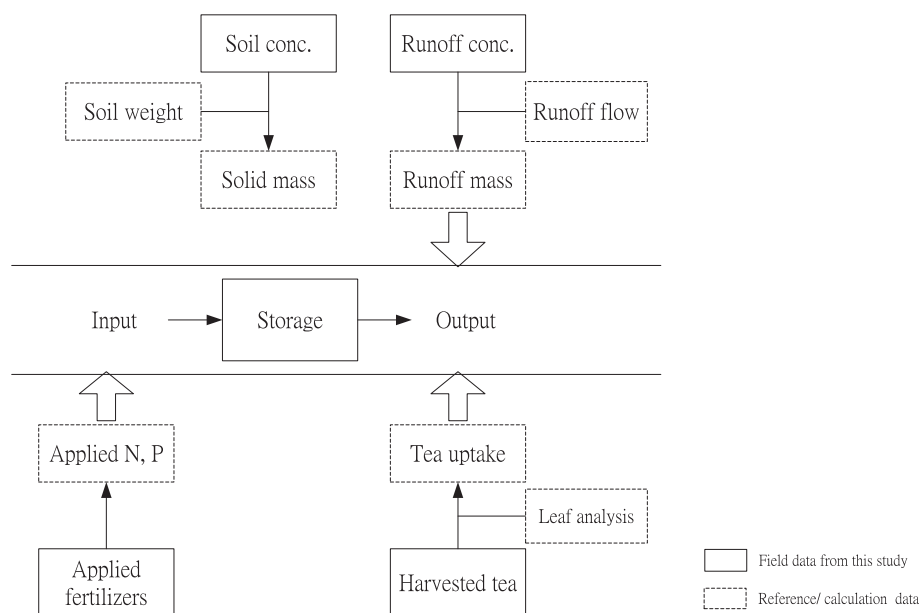 Soil conc.
Runoff conc.
Soil weight
Runoff flow
Solid mass
Runoff mass
Input
Storage
Output
Applied N, P
Tea uptake
Leaf analysis
Applied
fertilizers
Harvested tea
Field data from this study
Reference/ calculation data